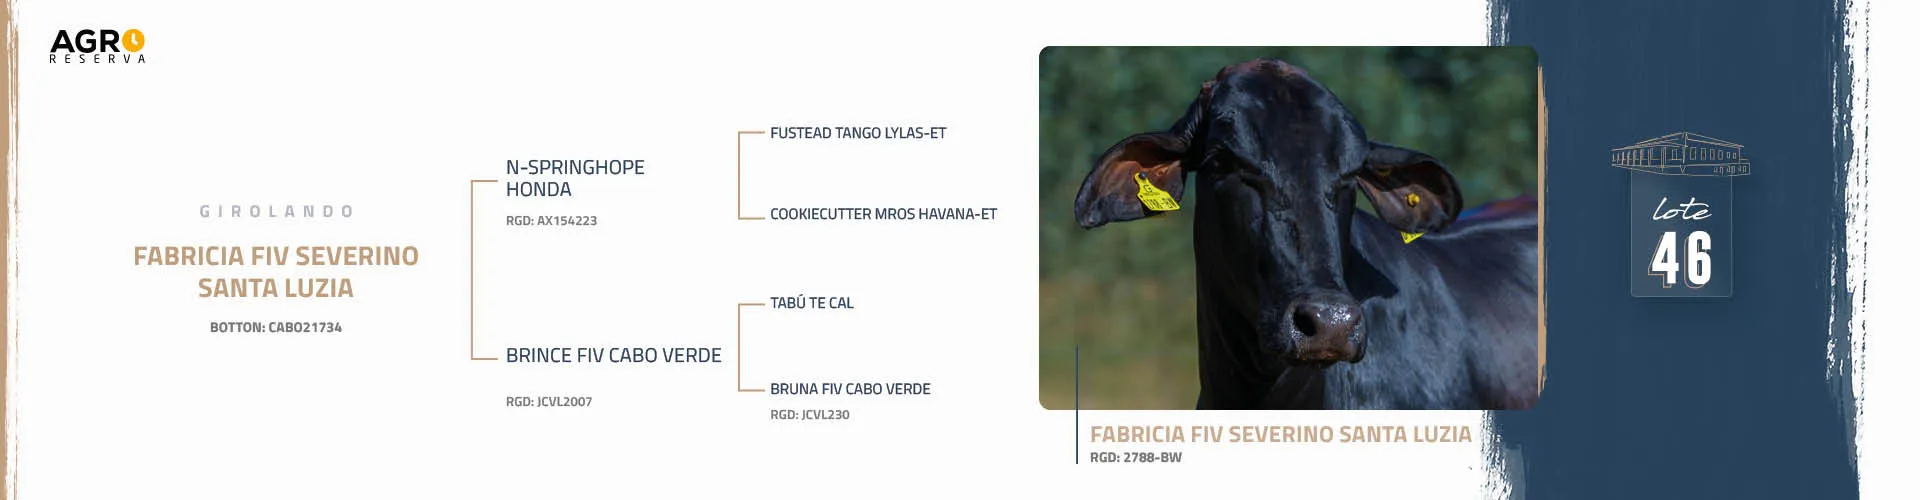 AGRO
RESERVA
GIROLANDO
FABRICIA FIV SEVERINO
SANTA LUZIA
BOTTON: CABO21734
N-SPRINGHOPE
HONDA
RGD: AX154223
BRINCE FIV CABO VERDE
RGD: JCVL2007
FUSTEAD TANGO LYLAS-ET
COOKIECUTTER MROS HAVANA-ET
TABÚ TE CAL
BRUNA FIV CABO VERDE
RGD: JCVL230
G
2788-BW
FABRICIA FIV SEVERINO SANTA LUZIA
RGD: 2788-BW
lote
46